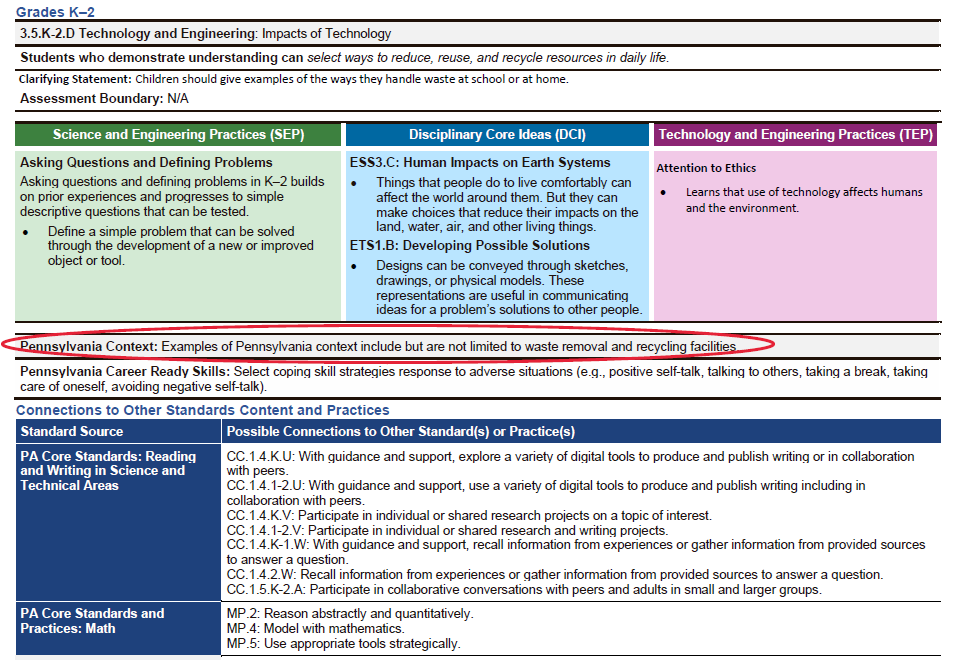 Grades K–2
3.5.K-2.D Technology and Engineering: Impacts of Technology
Students who demonstrate understanding can select ways to reduce, reuse, and recycle resources in daily life.
Clarifying Statement: Children should give examples of the ways they handle waste at school or at home.
Assessment Boundary: N/A
Science and Engineering Practices (SEP)
Asking Questions and Defining Problems
Asking questions and defining problems in K–2 builds
on prior experiences and progresses to simple
descriptive questions that can be tested.
• Define a simple problem that can be solved
through the development of a new or improved
object or tool.
Disciplinary Core Ideas (DCI)
ESS3.C: Human Impacts on Earth Systems
• Things that people do to live comfortably can
affect the world around them. But they can
make choices that reduce their impacts on the
land, water, air, and other living things.
ETS1.B: Developing Possible Solutions
• Designs can be conveyed through sketches,
drawings, or physical models. These
representations are useful in communicating
ideas for a problem's solutions to other people.
Technology and Engineering Practices (TEP)
Attention to Ethics
• Learns that use of technology affects humans
and the environment.
Pennsylvania Context: Examples of Pennsylvania context include but are not limited to waste removal and recycling facilities.
Pennsylvania Career Ready Skills: Select coping skill strategies response to adverse situations (e.g., positive self-talk, talking to others, taking a break, taking
care of oneself, avoiding negative self-talk).
Connections to Other Standards Content and Practices
Standard Source
Possible Connections to Other Standard(s) or Practice(s)
PA Core Standards: Reading
and Writing in Science and
Technical Areas
CC.1.4.K.U: With guidance and support, explore a variety of digital tools to produce and publish writing or in collaboration
with peers.
CC.1.4.1-2.U: With guidance and support, use a variety of digital tools to produce and publish writing including in
collaboration with peers.
CC.1.4.K.V: Participate in individual or shared research projects on a topic of interest.
CC.1.4.1-2.V: Participate in individual or shared research and writing projects.
CC.1.4.K-1.W: With guidance and support, recall information from experiences or gather information from provided sources
to answer a question.
CC.1.4.2.W: Recall information from experiences or gather information from provided sources to answer a question.
CC.1.5.K-2.A: Participate in collaborative conversations with peers and adults in small and larger groups.
PA Core Standards and
Practices: Math
MP.2: Reason abstractly and quantitatively.
MP.4: Model with mathematics.
MP.5: Use appropriate tools strategically.